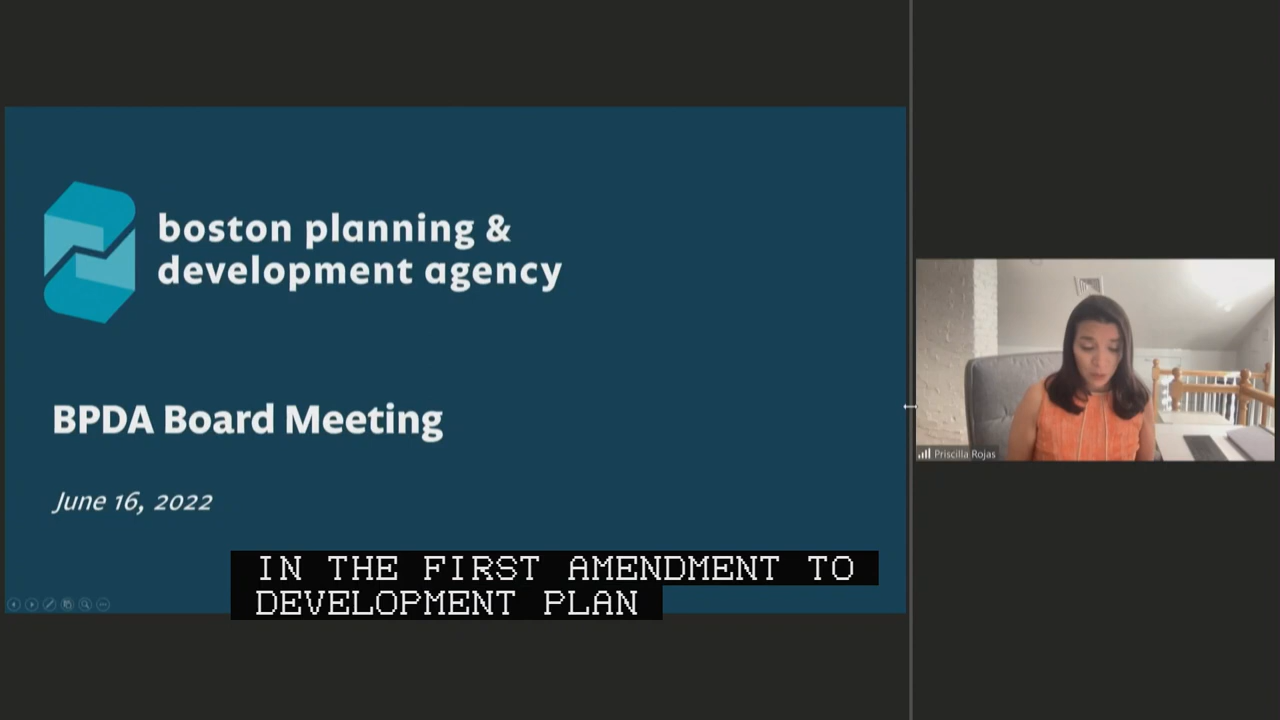 boston planning &
development agency
BPDA Board Meeting
June 16, 2022
IN THE FIRST AMENDMENT TO
DEVELOPMENT PLAN
Priscilla Rojas